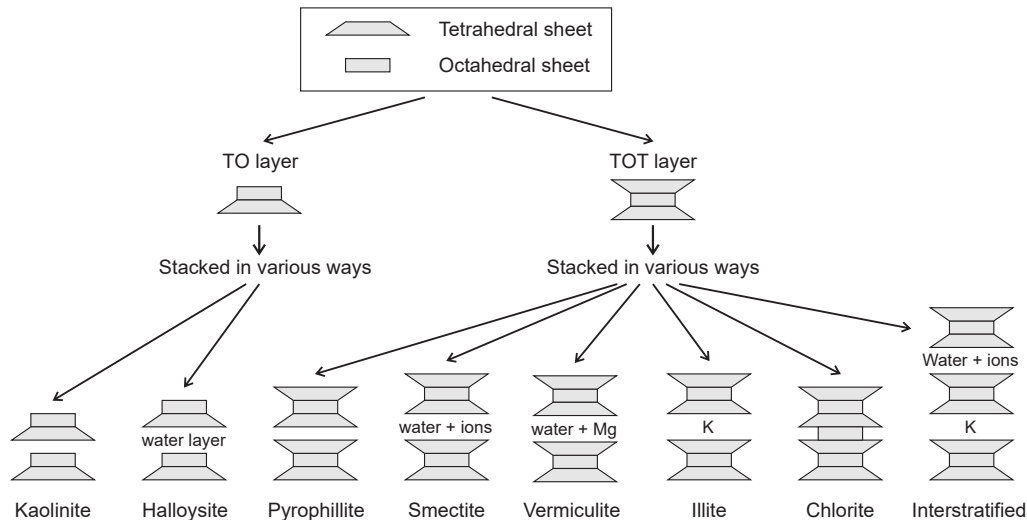 Tetrahedral sheet
Octahedral sheet
TO layer
TOT layer
Stacked in various ways
Stacked in various ways
Water + ions
water layer
water + ions
water + Mg
K
K
Kaolinite
Halloysite
Pyrophillite
Smectite
Vermiculite
Illite
Chlorite
Interstratified